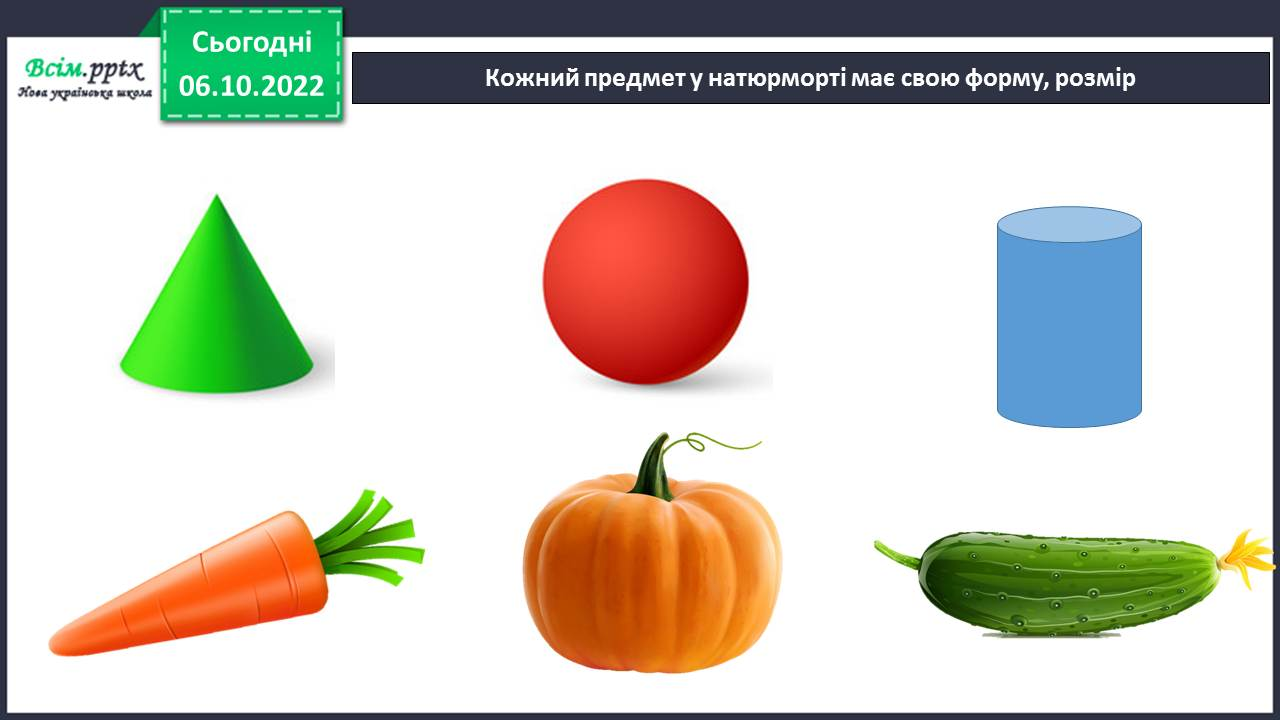 Всім.pptx
Нова українська школа
Сьогодні
06.10.2022
Кожний предмет у натюрморті має свою форму, розмір